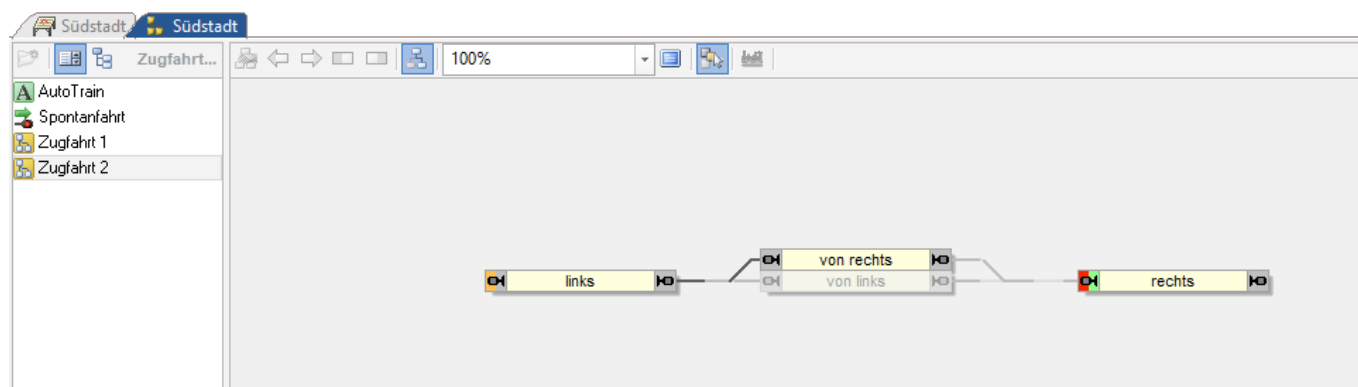 Südstadt Südstadt
Zugfahrt... 100%
AutoTrain
Spontanfahrt
Zugfahrt 1
Zugfahrt 2
von rechts
links von links rechts